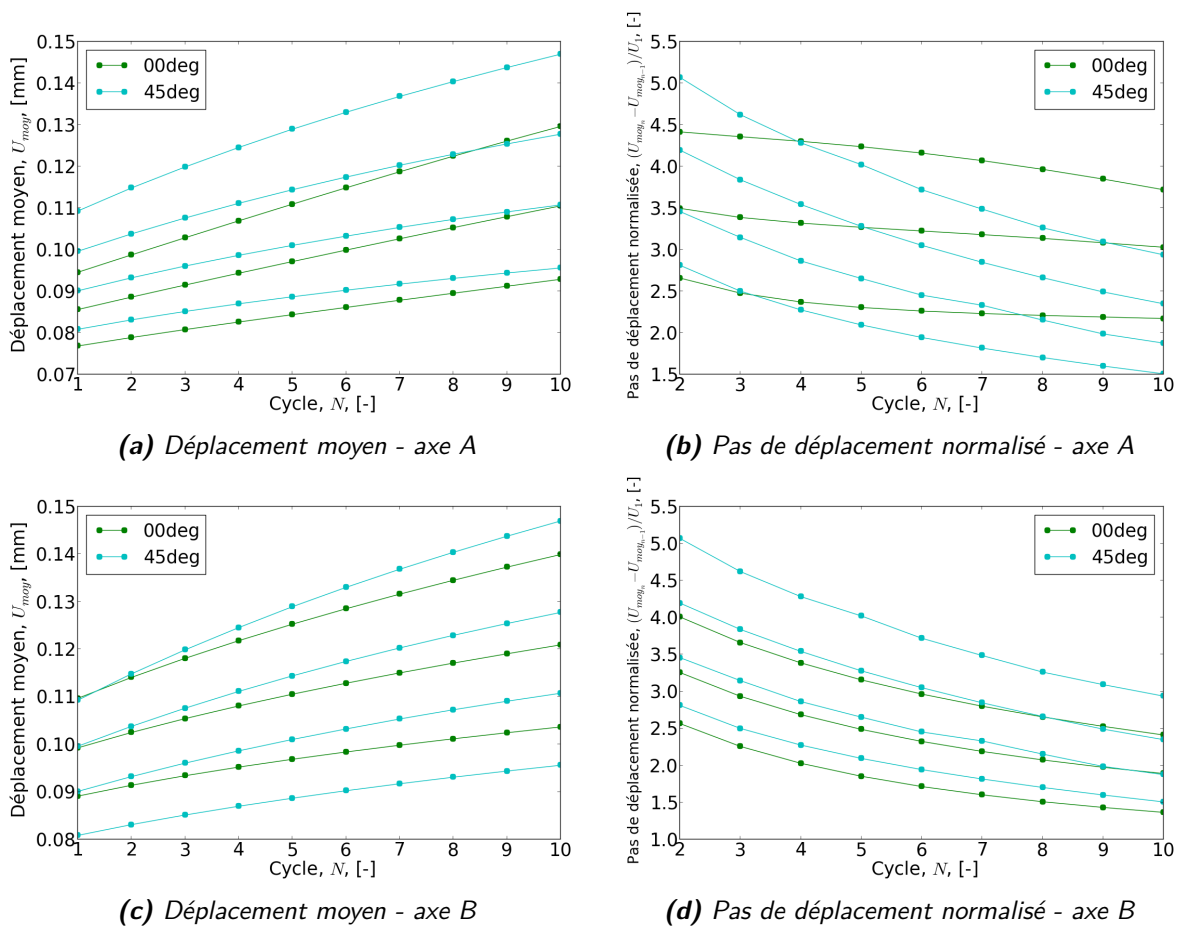 0.15
0.14
0.13
0.12
0.11
0.10
0.09
0.08
0.07
Déplacement moyen, U_moy, [mm]
00deg
45deg
1 2 3 4 5 6 7 8 9 10
Cycle, N, [-]
(a) Déplacement moyen - axe A
5.5
5.0
4.5
4.0
3.5
3.0
2.5
2.0
1.5
Pas de déplacement normalisée, (U_moy_n − U_moy_n−1)/U_1, [-]
00deg
45deg
2 3 4 5 6 7 8 9 10
Cycle, N, [-]
(b) Pas de déplacement normalisé - axe A
0.15
0.14
0.13
0.12
0.11
0.10
0.09
0.08
Déplacement moyen, U_moy, [mm]
00deg
45deg
1 2 3 4 5 6 7 8 9 10
Cycle, N, [-]
(c) Déplacement moyen - axe B
5.5
5.0
4.5
4.0
3.5
3.0
2.5
2.0
1.5
1.0
Pas de déplacement normalisée, (U_moy_n − U_moy_n−1)/U_1, [-]
00deg
45deg
2 3 4 5 6 7 8 9 10
Cycle, N, [-]
(d) Pas de déplacement normalisé - axe B